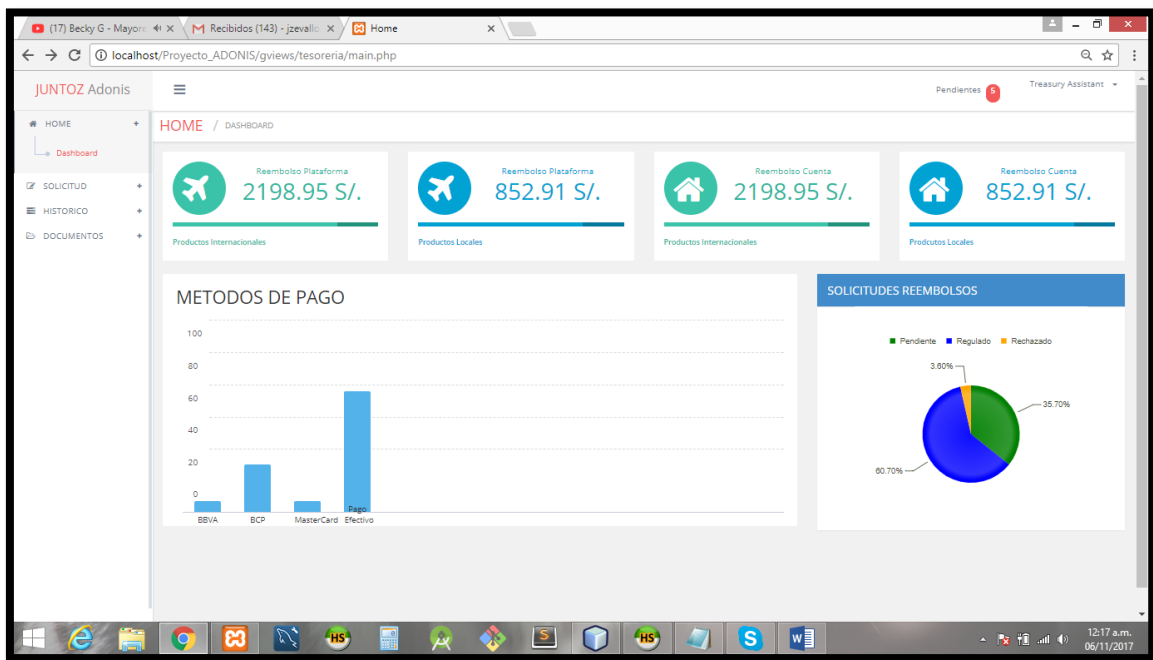 (17) Becky G - Mayore
Recibidos (143) - jzevallo
Home
localhost/Proyecto_ADONIS/gviews/tesoreria/main.php
JUNTOZ Adonis
Pendientes 5
Treasury Assistant
HOME +
Dashboard
SOLICITUD +
HISTORICO +
DOCUMENTOS +
HOME / DASHBOARD
Reembolso Plataforma
2198.95 S/.
Productos Internacionales
Reembolso Plataforma
852.91 S/.
Productos Locales
Reembolso Cuenta
2198.95 S/.
Productos Internacionales
Reembolso Cuenta
852.91 S/.
Prodcutos Locales
METODOS DE PAGO
100
80
60
40
20
0
BBVA
BCP
MasterCard
Pago
Efectivo
SOLICITUDES REEMBOLSOS
Pendiente Regulado Rechazado
3.60%
35.70%
60.70%
HS
HS
S
S
W
12:17 a.m.
06/11/2017